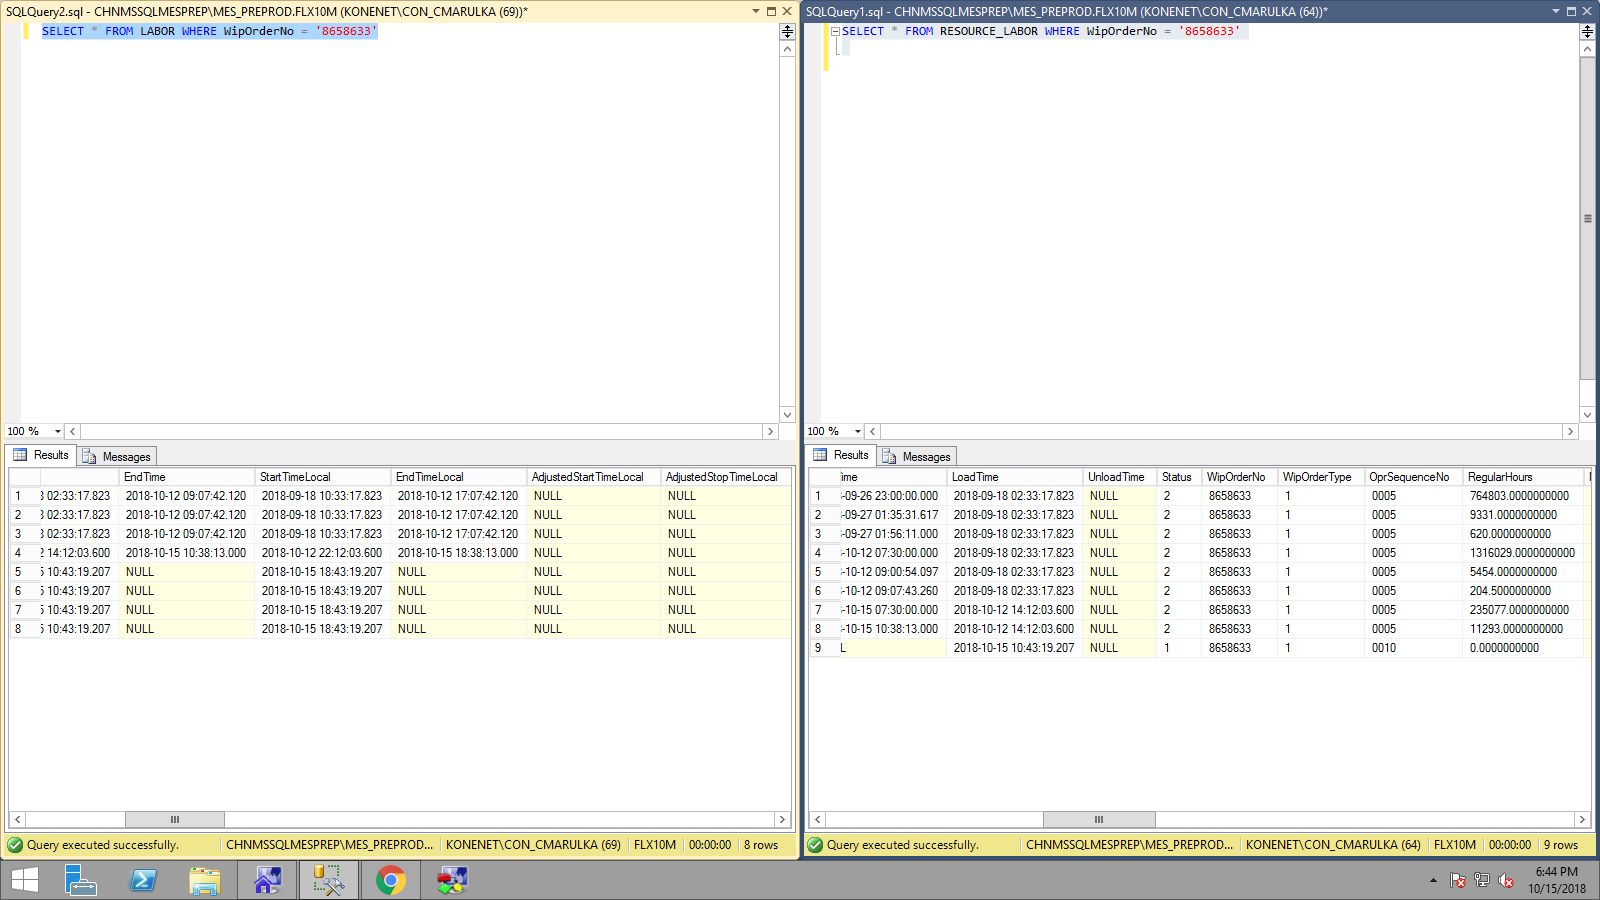 SQLQuery2.sql - CHNMSSQLMESPREP\MES_PREPROD.FLX10M (KONENET\CON_CMARULKA (69))*
SELECT * FROM LABOR WHERE WipOrderNo = '8658633'
100 %
Results Messages
EndTime StartTimeLocal EndTimeLocal AdjustedStartTimeLocal AdjustedStopTimeLocal
1 02:33:17.823 2018-10-12 09:07:42.120 2018-09-18 10:33:17.823 2018-10-12 17:07:42.120 NULL NULL
2 02:33:17.823 2018-10-12 09:07:42.120 2018-09-18 10:33:17.823 2018-10-12 17:07:42.120 NULL NULL
3 02:33:17.823 2018-10-12 09:07:42.120 2018-09-18 10:33:17.823 2018-10-12 17:07:42.120 NULL NULL
4 14:12:03.600 2018-10-15 10:38:13.000 2018-10-12 22:12:03.600 2018-10-15 18:38:13.000 NULL NULL
5 10:43:19.207 NULL 2018-10-15 18:43:19.207 NULL NULL NULL
6 10:43:19.207 NULL 2018-10-15 18:43:19.207 NULL NULL NULL
7 10:43:19.207 NULL 2018-10-15 18:43:19.207 NULL NULL NULL
8 10:43:19.207 NULL 2018-10-15 18:43:19.207 NULL NULL NULL
Query executed successfully. CHNMSSQLMESPREP\MES_PREPROD... KONENET\CON_CMARULKA (69) FLX10M 00:00:00 8 rows
SQLQuery1.sql - CHNMSSQLMESPREP\MES_PREPROD.FLX10M (KONENET\CON_CMARULKA (64))*
SELECT * FROM RESOURCE_LABOR WHERE WipOrderNo = '8658633'
100 %
Results Messages
ime LoadTime UnloadTime Status WipOrderNo WipOrderType OprSequenceNo RegularHours
1 -09-26 23:00:00.000 2018-09-18 02:33:17.823 NULL 2 8658633 1 0005 764803.0000000000
2 -09-27 01:35:31.617 2018-09-18 02:33:17.823 NULL 2 8658633 1 0005 9331.0000000000
3 -09-27 01:56:11.000 2018-09-18 02:33:17.823 NULL 2 8658633 1 0005 620.0000000000
4 -10-12 07:30:00.000 2018-09-18 02:33:17.823 NULL 2 8658633 1 0005 1316029.0000000000
5 -10-12 09:00:54.097 2018-09-18 02:33:17.823 NULL 2 8658633 1 0005 5454.0000000000
6 -10-12 09:07:43.260 2018-09-18 02:33:17.823 NULL 2 8658633 1 0005 204.5000000000
7 -10-15 07:30:00.000 2018-10-12 14:12:03.600 NULL 2 8658633 1 0005 235077.0000000000
8 -10-15 10:38:13.000 2018-10-12 14:12:03.600 NULL 2 8658633 1 0005 11293.0000000000
9 L 2018-10-15 10:43:19.207 NULL 1 8658633 1 0010 0.0000000000
Query executed successfully. CHNMSSQLMESPREP\MES_PREPROD... KONENET\CON_CMARULKA (64) FLX10M 00:00:00 9 rows
6:44 PM
10/15/2018